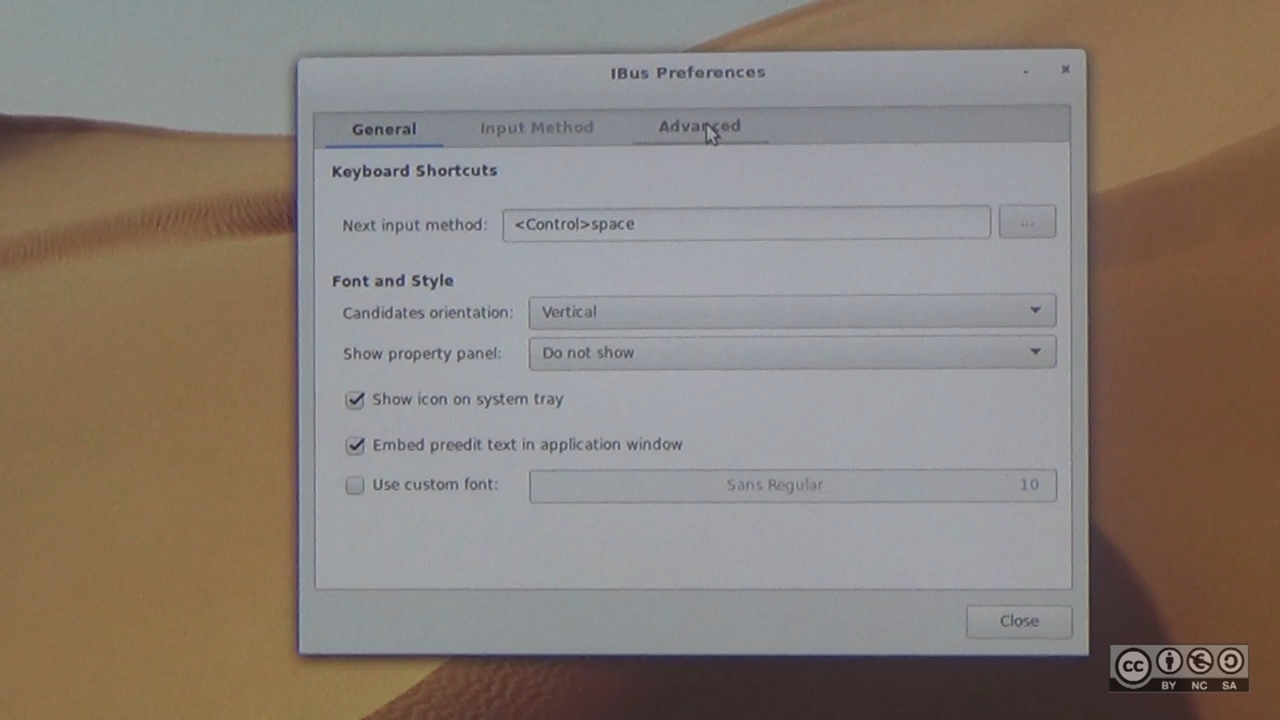 IBus Preferences
General Input Method Advanced
Keyboard Shortcuts
Next input method: <Control>space ...
Font and Style
Candidates orientation: Vertical
Show property panel: Do not show
Show icon on system tray
Embed preedit text in application window
Use custom font: Sans Regular 10
Close
cc
BY NC SA